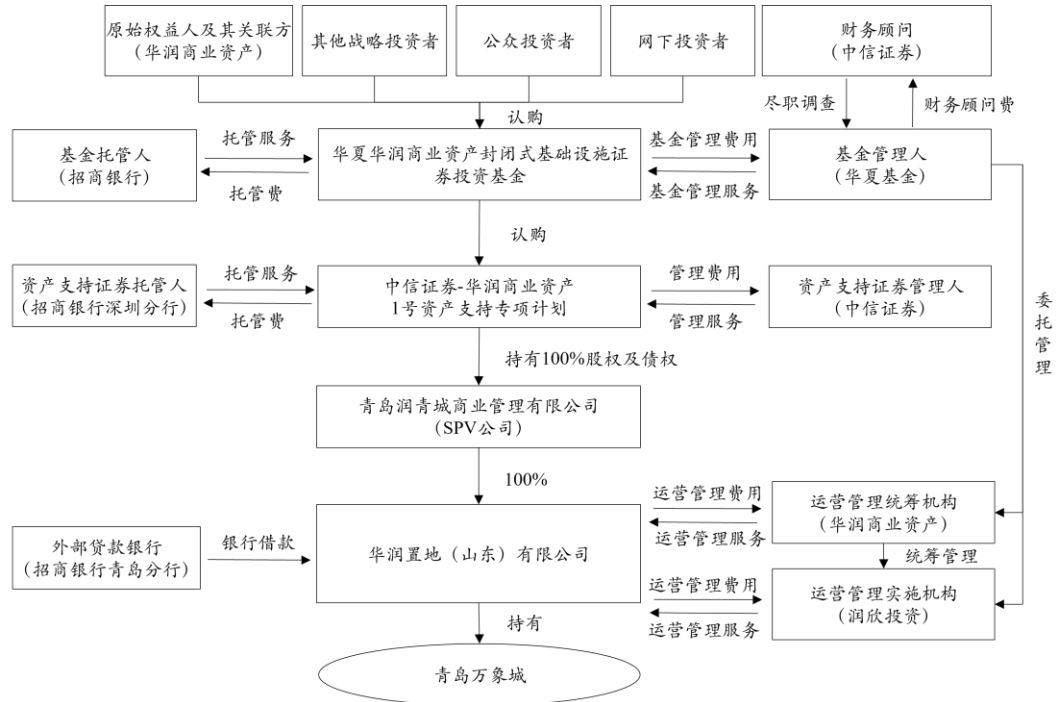 原始权益人及其关联方
（华润商业资产）
其他战略投资者
公众投资者
网下投资者
财务顾问
（中信证券）
尽职调查
财务顾问费
认购
基金托管人
（招商银行）
托管服务
托管费
华夏华润商业资产封闭式基础设施证
券投资基金
基金管理费用
基金管理服务
基金管理人
（华夏基金）
认购
资产支持证券托管人
（招商银行深圳分行）
托管服务
托管费
中信证券-华润商业资产
1号资产支持专项计划
管理费用
管理服务
资产支持证券管理人
（中信证券）
委
托
管
理
持有100%股权及债权
青岛润青城商业管理有限公司
（SPV公司）
100%
外部贷款银行
（招商银行青岛分行）
银行借款
华润置地（山东）有限公司
运营管理费用
运营管理服务
运营管理统筹机构
（华润商业资产）
统筹管理
运营管理费用
运营管理服务
运营管理实施机构
（润欣投资）
持有
青岛万象城